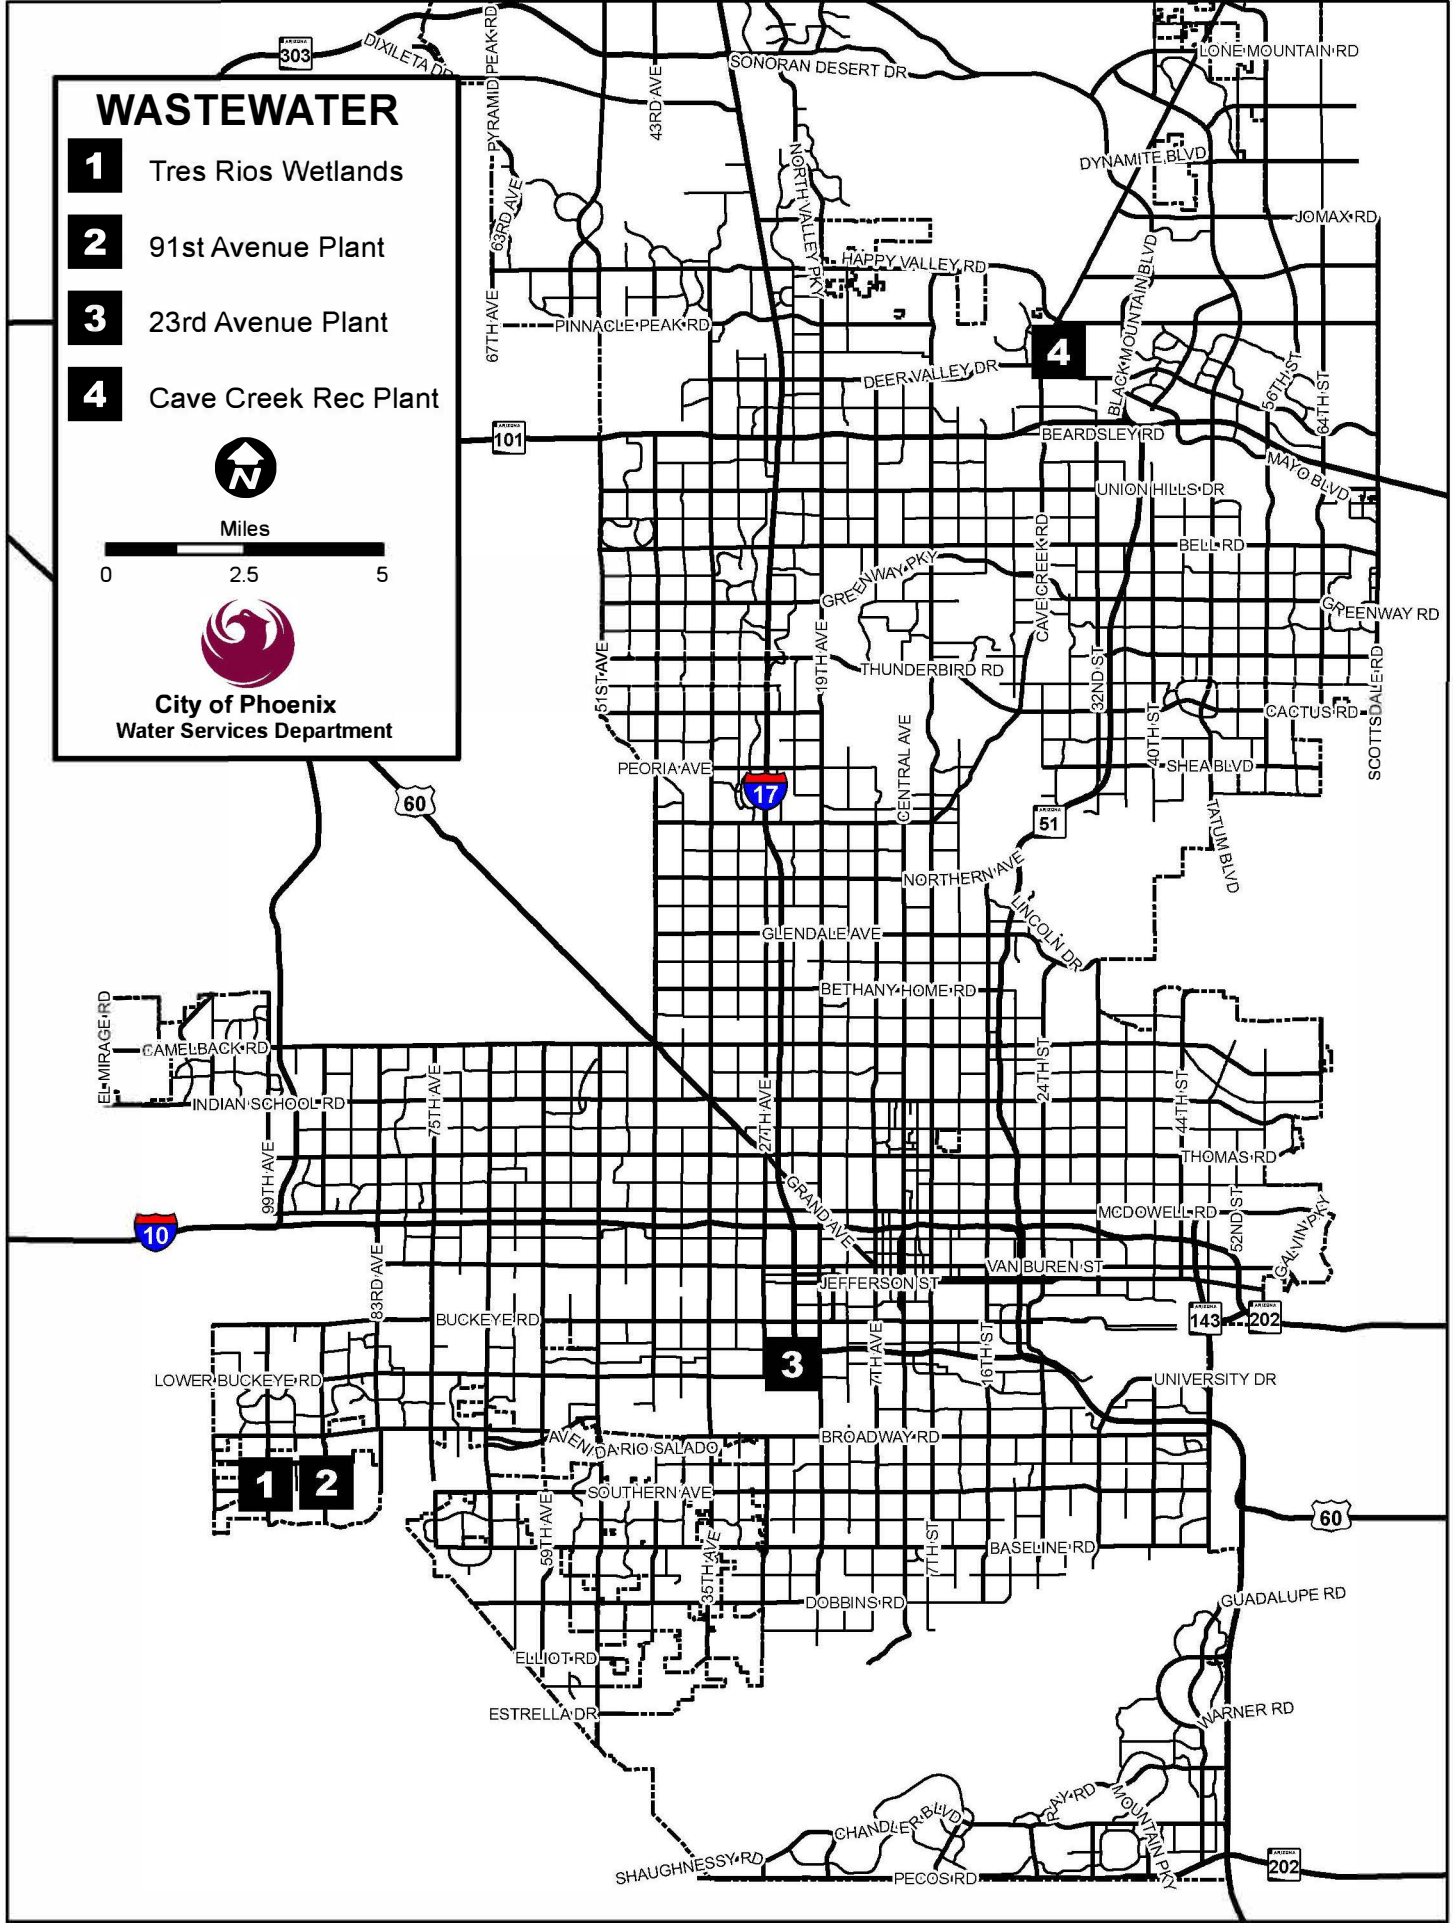 WASTEWATER
1 Tres Rios Wetlands
2 91st Avenue Plant
3 23rd Avenue Plant
4 Cave Creek Rec Plant
N
Miles
0 2.5 5
City of Phoenix
Water Services Department
ARIZONA 303
DIXILETA DR
PYRAMID PEAK RD
43RD AVE
SONORAN DESERT DR
LONE MOUNTAIN RD
DYNAMITE BLVD
NORTH VALLEY PKY
63RD AVE
JOMAX RD
HAPPY VALLEY RD
BLACK MOUNTAIN BLVD
67TH AVE
PINNACLE PEAK RD
4
DEER VALLEY DR
56TH ST
64TH ST
ARIZONA 101
BEARDSLEY RD
MAYO BLVD
UNION HILLS DR
BELL RD
CAVE CREEK RD
GREENWAY PKY
GREENWAY RD
51ST AVE
19TH AVE
THUNDERBIRD RD
32ND ST
SCOTTSDALE RD
CACTUS RD
40TH ST
CENTRAL AVE
PEORIA AVE
SHEA BLVD
17
60
ARIZONA 51
TATUM BLVD
NORTHERN AVE
LINCOLN DR
GLENDALE AVE
BETHANY HOME RD
EL MIRAGE RD
CAMELBACK RD
INDIAN SCHOOL RD
75TH AVE
27TH AVE
24TH ST
44TH ST
99TH AVE
THOMAS RD
GRAND AVE
MCDOWELL RD
52ND ST
GALVIN PKY
10
83RD AVE
VAN BUREN ST
JEFFERSON ST
BUCKEYE RD
ARIZONA 143
ARIZONA 202
3
7TH AVE
16TH ST
LOWER BUCKEYE RD
UNIVERSITY DR
AVENIDA RIO SALADO
BROADWAY RD
1
2
SOUTHERN AVE
60
59TH AVE
35TH AVE
7TH ST
BASELINE RD
DOBBINS RD
GUADALUPE RD
ELLIOT RD
ESTRELLA DR
WARNER RD
RAY RD
MOUNTAIN PKY
CHANDLER BLVD
SHAUGHNESSY RD
PECOS RD
ARIZONA 202